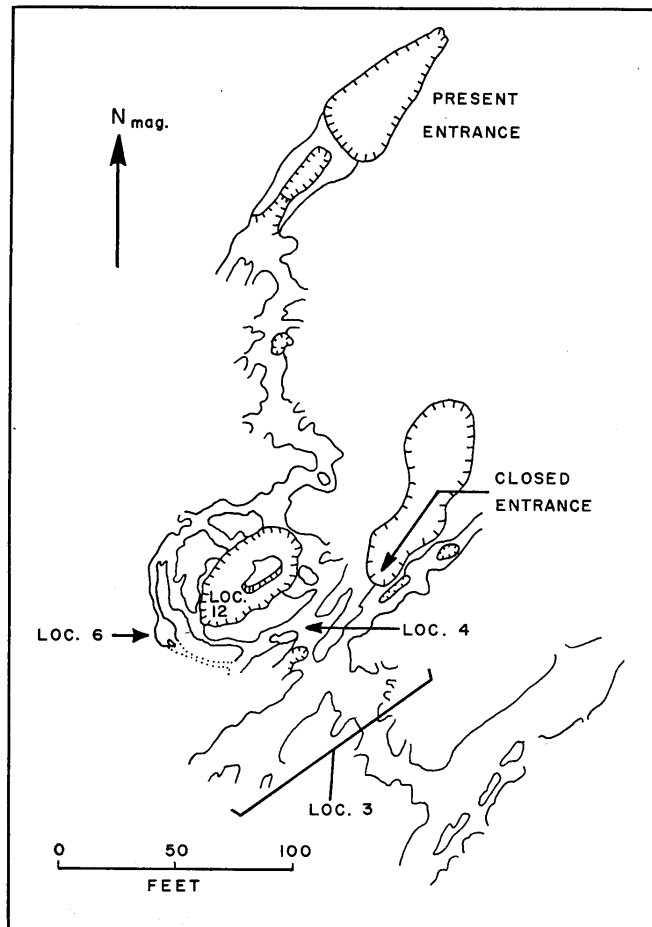 PRESENT
ENTRANCE
N mag.
CLOSED
ENTRANCE
LOC.
12
LOC. 6
LOC. 4
LOC. 3
0 50 100
FEET